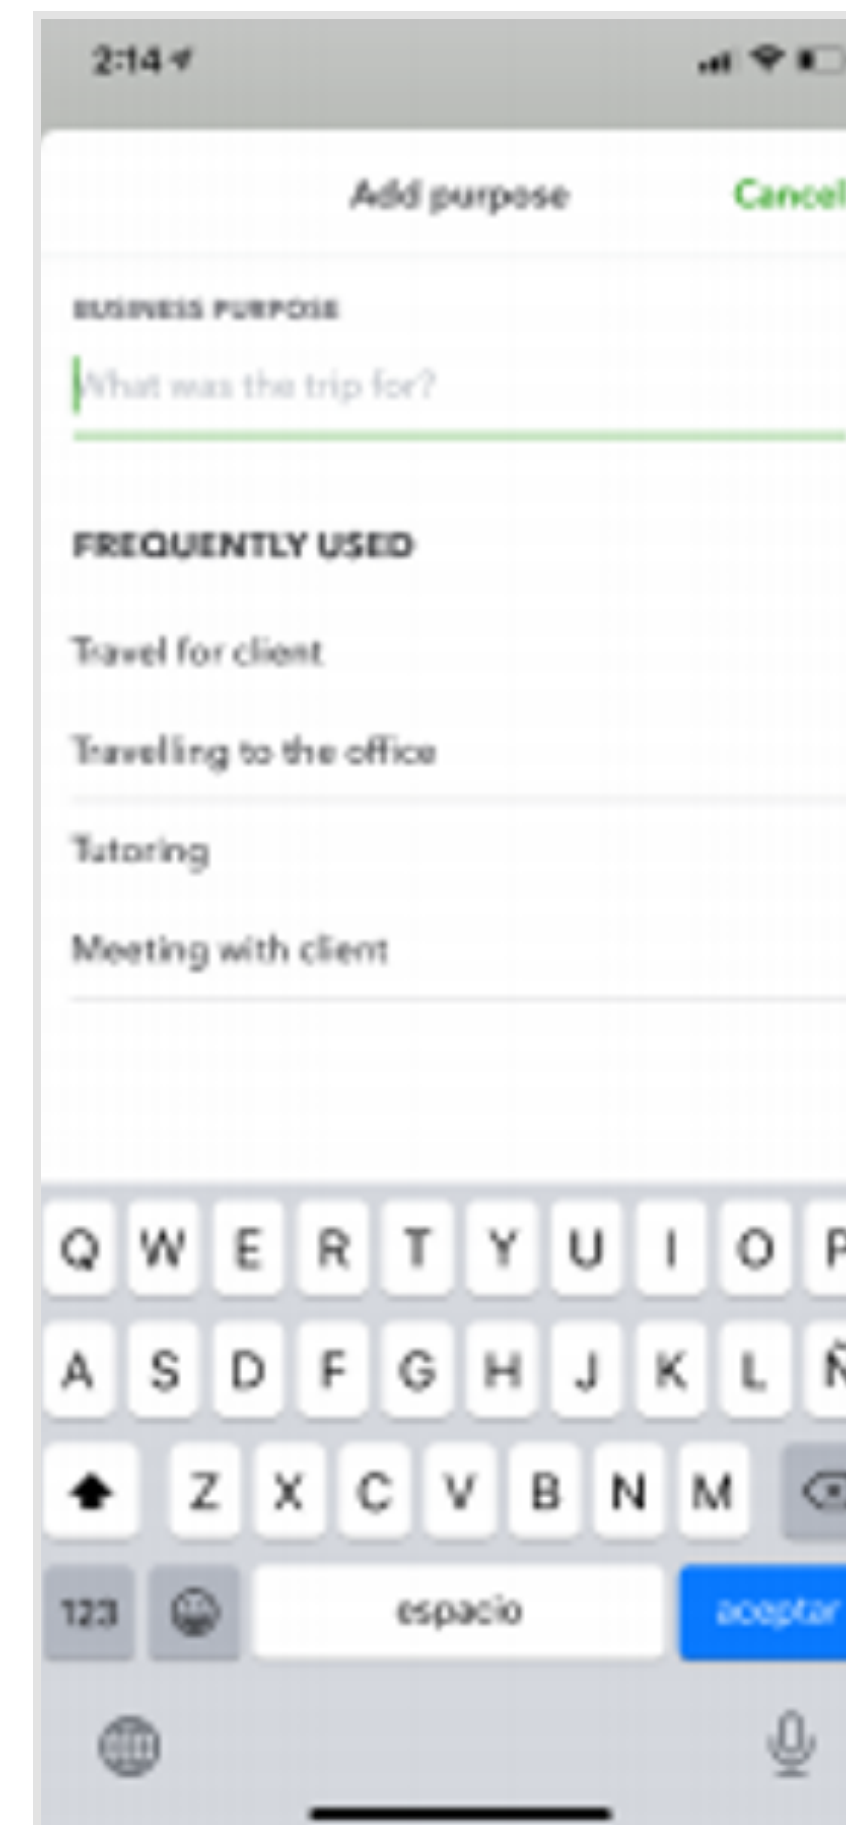 2:14
Add purpose Cancel
BUSINESS PURPOSE
What was the trip for?
FREQUENTLY USED
Travel for client
Travelling to the office
Tutoring
Meeting with client
Q W E R T Y U I O P
A S D F G H J K L Ñ
Z X C V B N M
123 espacio aceptar